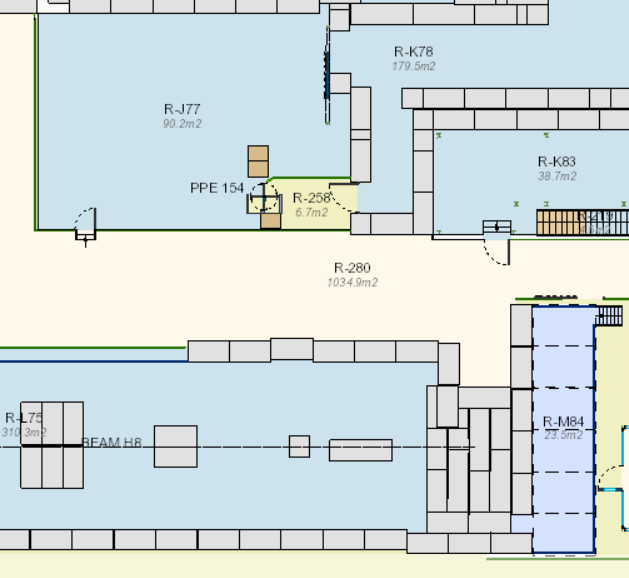 R-K78
179.5m2
R-J77
90.2m2
R-K83
38.7m2
PPE 154
R-258
6.7m2
R-280
1034.9m2
R-L75
310.3m2
BEAM H8
R-M84
23.5m2